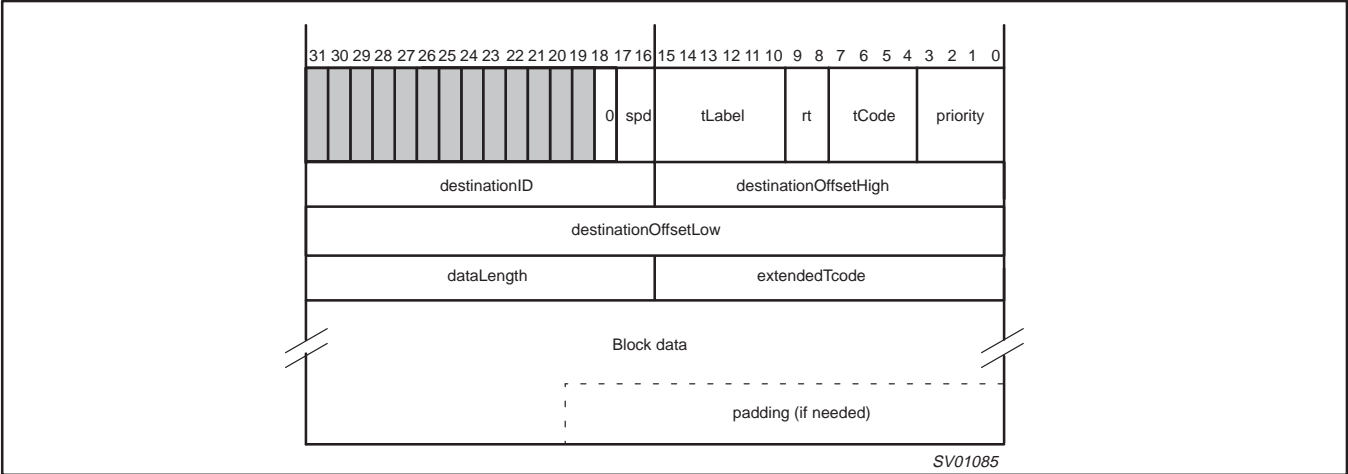 31 30 29 28 27 26 25 24 23 22 21 20 19 18 17 16 15 14 13 12 11 10 9 8 7 6 5 4 3 2 1 0
0 spd tLabel rt tCode priority
destinationID destinationOffsetHigh
destinationOffsetLow
dataLength extendedTcode
Block data
padding (if needed)
SV01085